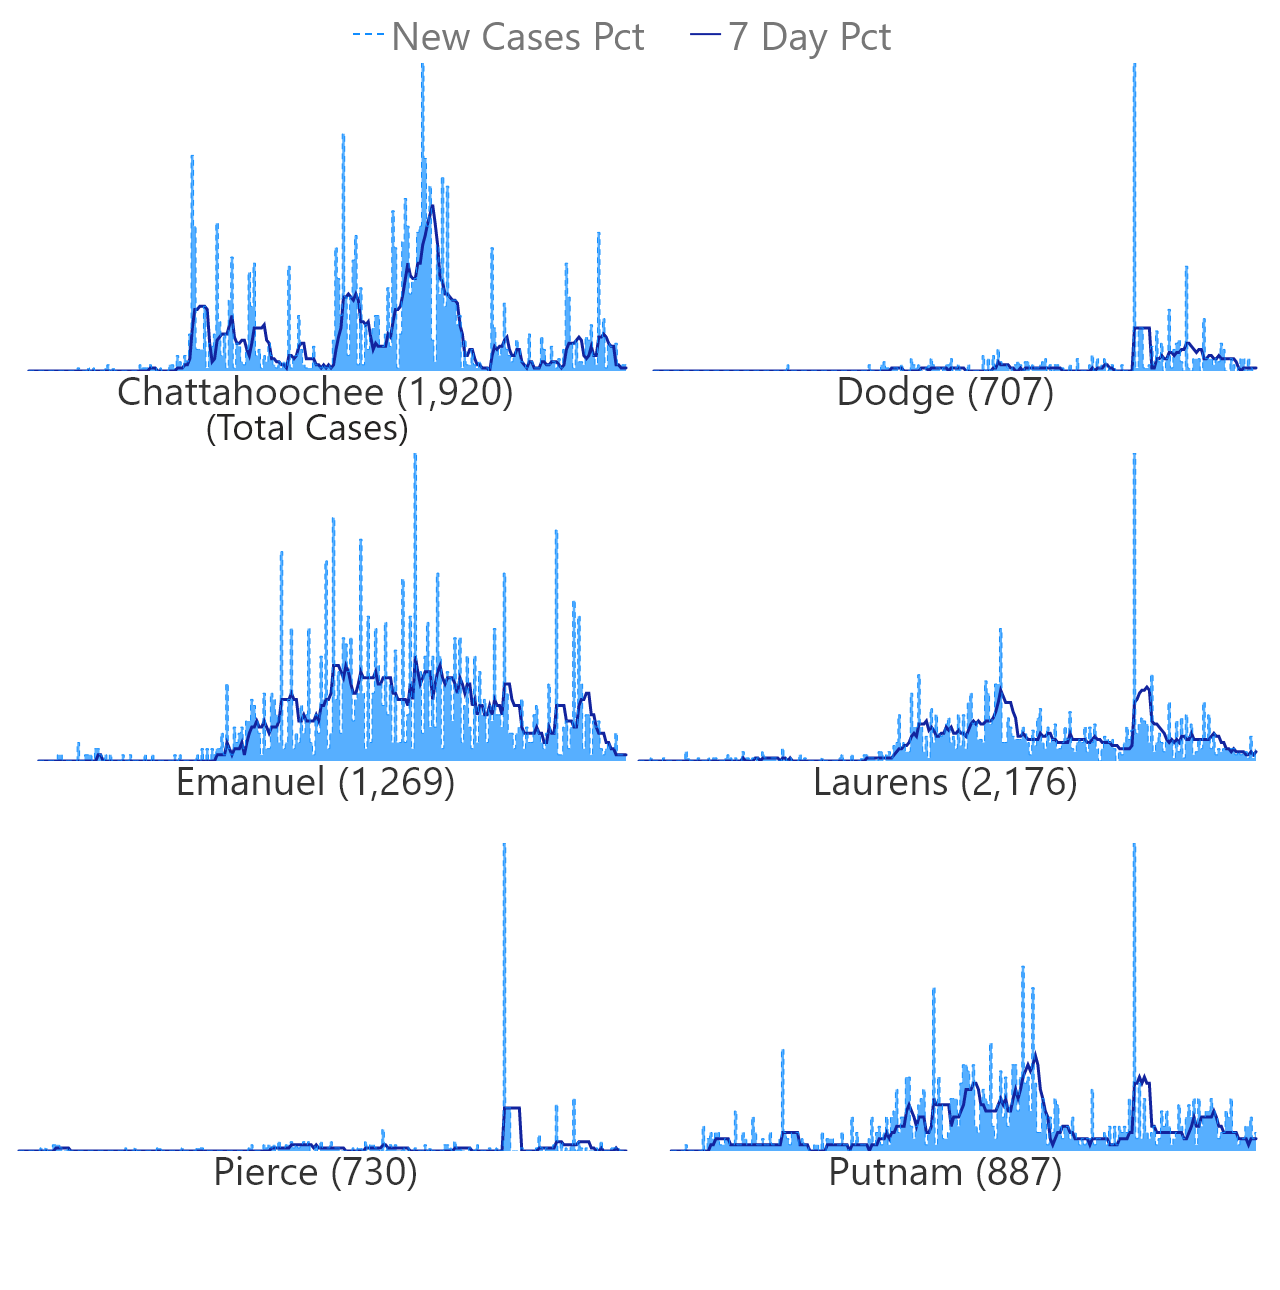 New Cases Pct 7 Day Pct
Chattahoochee (1,920) Dodge (707)
(Total Cases)
Emanuel (1,269) Laurens (2,176)
Pierce (730) Putnam (887)